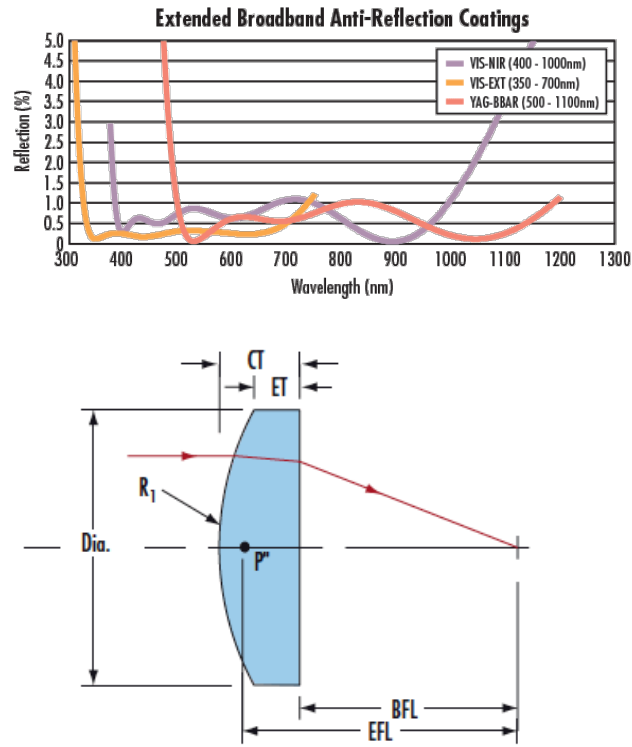 Extended Broadband Anti-Reflection Coatings
5.0
4.5
4.0
3.5
3.0
2.5
2.0
1.5
1.0
0.5
0
Reflection (%)
VIS-NIR (400 - 1000nm)
VIS-EXT (350 - 700nm)
YAG-BBAR (500 - 1100nm)
300 400 500 600 700 800 900 1000 1100 1200 1300
Wavelength (nm)
CT
ET
R1
Dia.
P"
BFL
EFL